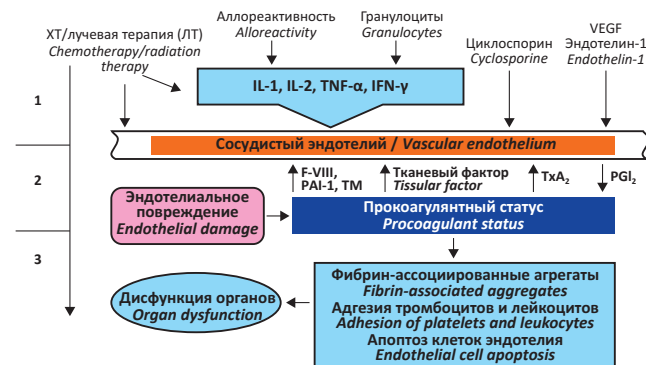 ХТ/лучевая терапия (ЛТ)
Chemotherapy/radiation
therapy
Аллореактивность
Alloreactivity
Гранулоциты
Granulocytes
Циклоспорин
Cyclosporine
VEGF
Эндотелин-1
Endothelin-1
IL-1, IL-2, TNF-α, IFN-γ
1
Сосудистый эндотелий / Vascular endothelium
2
F-VIII,
PAI-1, TM
Тканевый фактор
Tissular factor
TxA₂
PGI₂
Эндотелиальное
повреждение
Endothelial damage
Прокоагулянтный статус
Procoagulant status
3
Фибрин-ассоциированные агрегаты
Fibrin-associated aggregates
Адгезия тромбоцитов и лейкоцитов
Adhesion of platelets and leukocytes
Апоптоз клеток эндотелия
Endothelial cell apoptosis
Дисфункция органов
Organ dysfunction